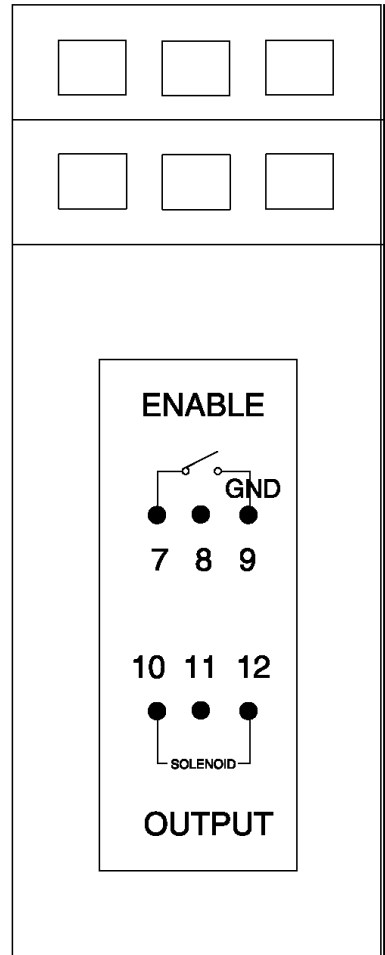 ENABLE
GND
7 8 9
10 11 12
SOLENOID
OUTPUT